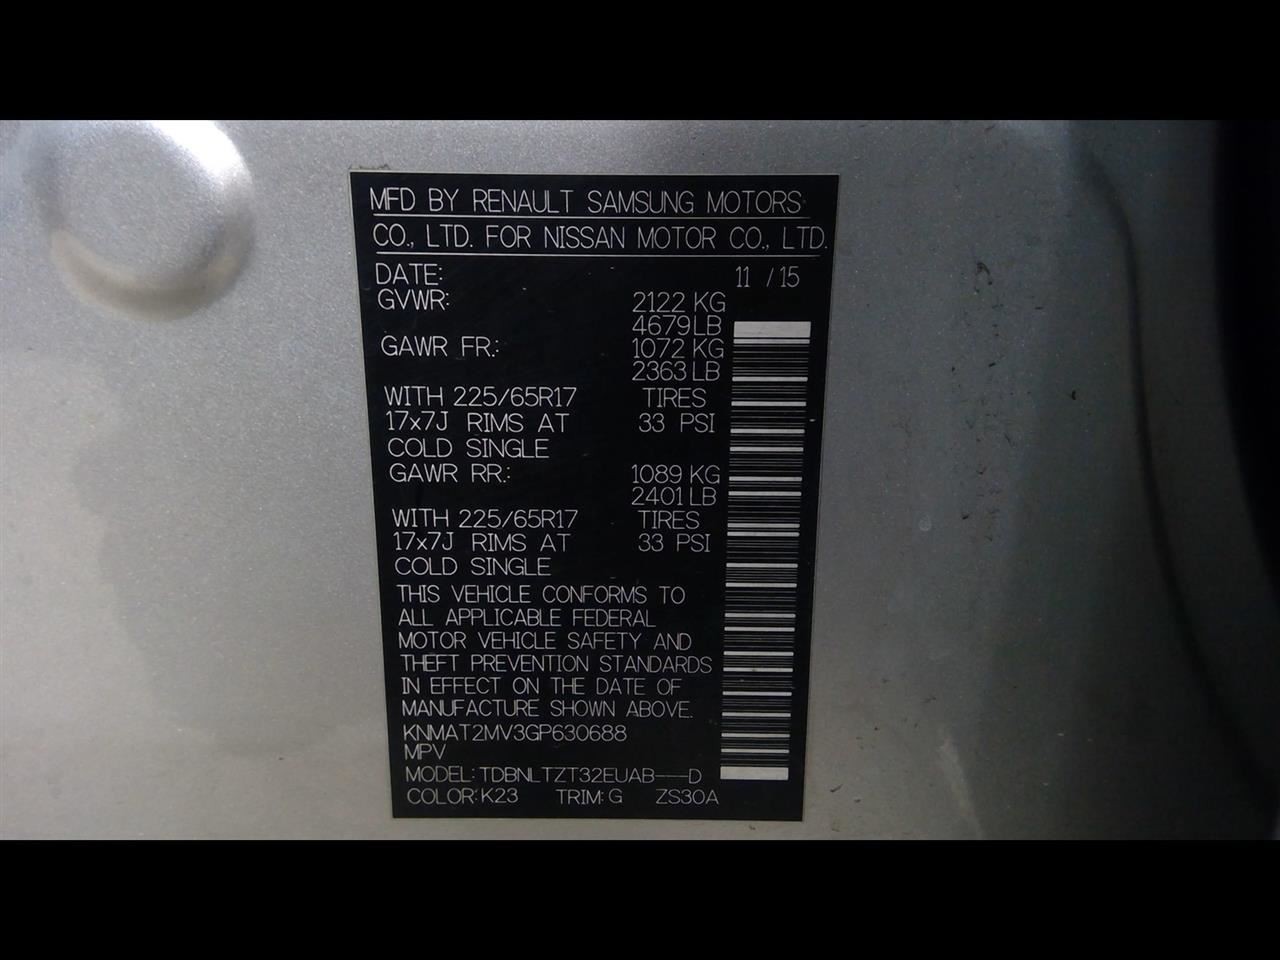 MFD BY RENAULT SAMSUNG MOTORS
CO., LTD. FOR NISSAN MOTOR CO., LTD.
DATE: 11 / 15
GVWR: 2122 KG
4679 LB
GAWR FR.: 1072 KG
2363 LB
WITH 225/65R17 TIRES
17x7J RIMS AT 33 PSI
COLD SINGLE
GAWR RR.: 1089 KG
2401 LB
WITH 225/65R17 TIRES
17x7J RIMS AT 33 PSI
COLD SINGLE
THIS VEHICLE CONFORMS TO
ALL APPLICABLE FEDERAL
MOTOR VEHICLE SAFETY AND
THEFT PREVENTION STANDARDS
IN EFFECT ON THE DATE OF
MANUFACTURE SHOWN ABOVE.
KNMAT2MV3GP630688
MPV
MODEL: TDBNLTZT32EUAB---D
COLOR: K23 TRIM: G ZS30A